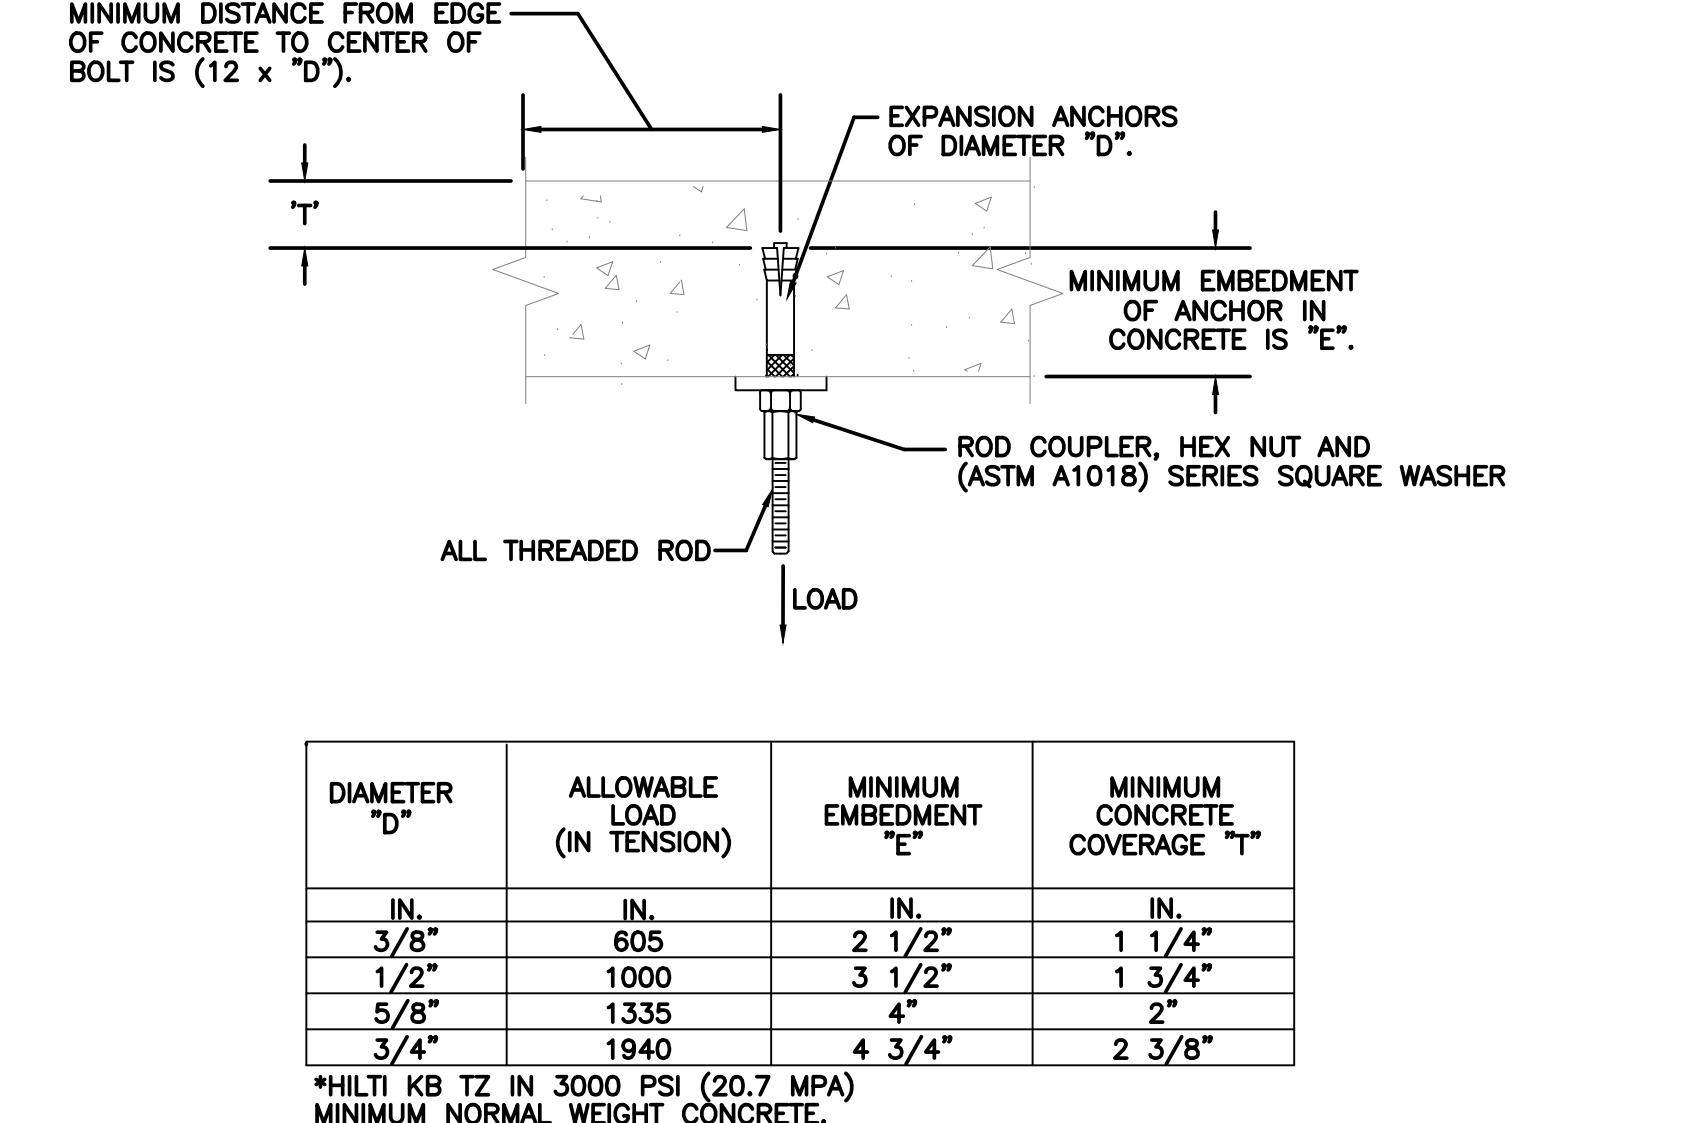 MINIMUM DISTANCE FROM EDGE
OF CONCRETE TO CENTER OF
BOLT IS (12 x "D").
EXPANSION ANCHORS
OF DIAMETER "D".
'T'
MINIMUM EMBEDMENT
OF ANCHOR IN
CONCRETE IS "E".
ROD COUPLER, HEX NUT AND
(ASTM A1018) SERIES SQUARE WASHER
ALL THREADED ROD
LOAD
DIAMETER
"D"
ALLOWABLE
LOAD
(IN TENSION)
MINIMUM
EMBEDMENT
"E"
MINIMUM
CONCRETE
COVERAGE "T"
IN. IN. IN. IN.
3/8" 605 2 1/2" 1 1/4"
1/2" 1000 3 1/2" 1 3/4"
5/8" 1335 4" 2"
3/4" 1940 4 3/4" 2 3/8"
*HILTI KB TZ IN 3000 PSI (20.7 MPA)
MINIMUM NORMAL WEIGHT CONCRETE.